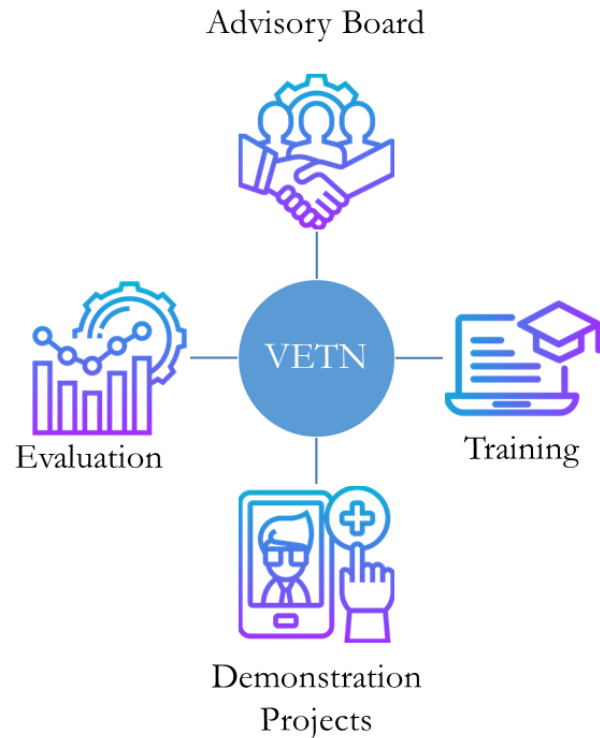 Advisory Board
VETN
Evaluation
Training
Demonstration
Projects